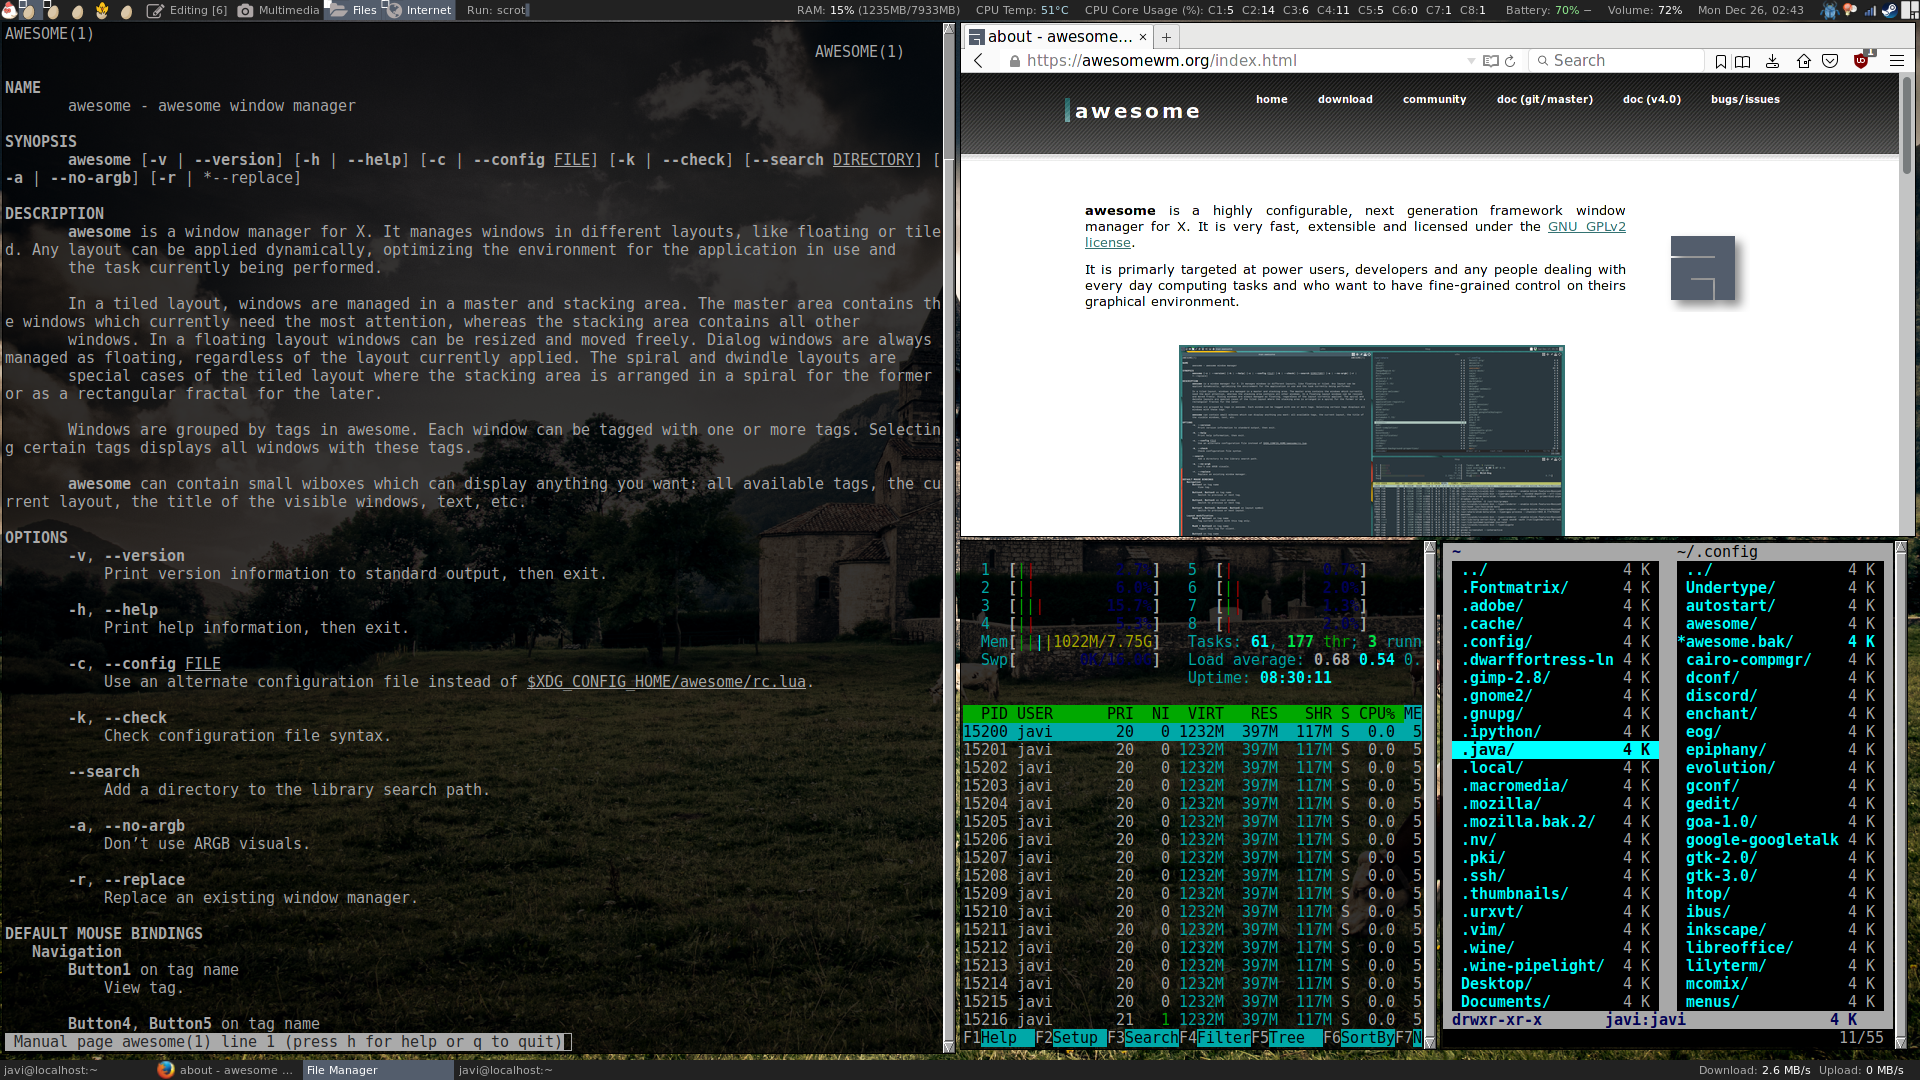 Editing [6] Multimedia Files Internet Run: scrot RAM: 15% (1235MB/7933MB) CPU Temp: 51°C CPU Core Usage (%): C1:5 C2:14 C3:6 C4:11 C5:5 C6:0 C7:1 C8:1 Battery: 70% − Volume: 72% Mon Dec 26, 02:43
AWESOME(1)
AWESOME(1)
NAME
awesome - awesome window manager
SYNOPSIS
awesome [-v | --version] [-h | --help] [-c | --config FILE] [-k | --check] [--search DIRECTORY] [
-a | --no-argb] [-r | *--replace]
DESCRIPTION
awesome is a window manager for X. It manages windows in different layouts, like floating or tile
d. Any layout can be applied dynamically, optimizing the environment for the application in use and
the task currently being performed.
In a tiled layout, windows are managed in a master and stacking area. The master area contains th
e windows which currently need the most attention, whereas the stacking area contains all other
windows. In a floating layout windows can be resized and moved freely. Dialog windows are always
managed as floating, regardless of the layout currently applied. The spiral and dwindle layouts are
special cases of the tiled layout where the stacking area is arranged in a spiral for the former
or as a rectangular fractal for the later.
Windows are grouped by tags in awesome. Each window can be tagged with one or more tags. Selectin
g certain tags displays all windows with these tags.
awesome can contain small wiboxes which can display anything you want: all available tags, the cu
rrent layout, the title of the visible windows, text, etc.
OPTIONS
-v, --version
Print version information to standard output, then exit.
-h, --help
Print help information, then exit.
-c, --config FILE
Use an alternate configuration file instead of $XDG_CONFIG_HOME/awesome/rc.lua.
-k, --check
Check configuration file syntax.
--search
Add a directory to the library search path.
-a, --no-argb
Don’t use ARGB visuals.
-r, --replace
Replace an existing window manager.
DEFAULT MOUSE BINDINGS
Navigation
Button1 on tag name
View tag.
Button4, Button5 on tag name
Manual page awesome(1) line 1 (press h for help or q to quit)
about - awesome... × +
https://awesomewm.org/index.html Search 1
awesome home download community doc (git/master) doc (v4.0) bugs/issues
awesome is a highly configurable, next generation framework window
manager for X. It is very fast, extensible and licensed under the GNU GPLv2
license.
It is primarly targeted at power users, developers and any people dealing with
every day computing tasks and who want to have fine-grained control on theirs
graphical environment.
1 [|| ] 5 [| ]
2 [|| 6.0%] 6 [|| 2.0%]
3 [||| 15.7%] 7 [| ]
4 [|| ] 8 [| ]
Mem[||||1022M/7.75G] Tasks: 61, 177 thr; 3 runn
Swp[ ] Load average: 0.68 0.54 0.
Uptime: 08:30:11
PID USER PRI NI VIRT RES SHR S CPU% ME
15200 javi 20 0 1232M 397M 117M S 0.0 5
15201 javi 20 0 1232M 397M 117M S 0.0 5
15202 javi 20 0 1232M 397M 117M S 0.0 5
15203 javi 20 0 1232M 397M 117M S 0.0 5
15204 javi 20 0 1232M 397M 117M S 0.0 5
15205 javi 20 0 1232M 397M 117M S 0.0 5
15206 javi 20 0 1232M 397M 117M S 0.0 5
15207 javi 20 0 1232M 397M 117M S 0.0 5
15208 javi 20 0 1232M 397M 117M S 0.0 5
15209 javi 20 0 1232M 397M 117M S 0.0 5
15210 javi 20 0 1232M 397M 117M S 0.0 5
15211 javi 20 0 1232M 397M 117M S 0.0 5
15212 javi 20 0 1232M 397M 117M S 0.0 5
15213 javi 20 0 1232M 397M 117M S 0.0 5
15214 javi 20 0 1232M 397M 117M S 0.0 5
15215 javi 20 0 1232M 397M 117M S 0.0 5
15216 javi 21 1 1232M 397M 117M S 0.0 5
F1Help F2Setup F3SearchF4FilterF5Tree F6SortByF7N
~ ~/.config
../ 4 K ../ 4 K
.Fontmatrix/ 4 K Undertype/ 4 K
.adobe/ 4 K autostart/ 4 K
.cache/ 4 K awesome/ 4 K
.config/ 4 K *awesome.bak/ 4 K
.dwarffortress-ln 4 K cairo-compmgr/ 4 K
.gimp-2.8/ 4 K dconf/ 4 K
.gnome2/ 4 K discord/ 4 K
.gnupg/ 4 K enchant/ 4 K
.ipython/ 4 K eog/ 4 K
.java/ 4 K epiphany/ 4 K
.local/ 4 K evolution/ 4 K
.macromedia/ 4 K gconf/ 4 K
.mozilla/ 4 K gedit/ 4 K
.mozilla.bak.2/ 4 K goa-1.0/ 4 K
.nv/ 4 K google-googletalk 4 K
.pki/ 4 K gtk-2.0/ 4 K
.ssh/ 4 K gtk-3.0/ 4 K
.thumbnails/ 4 K htop/ 4 K
.urxvt/ 4 K ibus/ 4 K
.vim/ 4 K inkscape/ 4 K
.wine/ 4 K libreoffice/ 4 K
.wine-pipelight/ 4 K lilyterm/ 4 K
Desktop/ 4 K mcomix/ 4 K
Documents/ 4 K menus/ 4 K
drwxr-xr-x javi:javi 4 K
11/55
javi@localhost:~ about - awesome ... File Manager javi@localhost:~ Download: 2.6 MB/s Upload: 0 MB/s